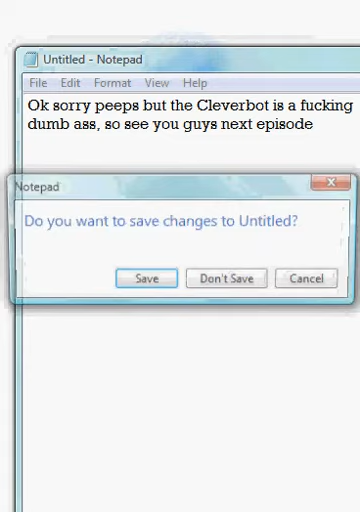 Untitled - Notepad
File Edit Format View Help
Ok sorry peeps but the Cleverbot is a fucking
dumb ass, so see you guys next episode
Notepad
Do you want to save changes to Untitled?
Save Don't Save Cancel